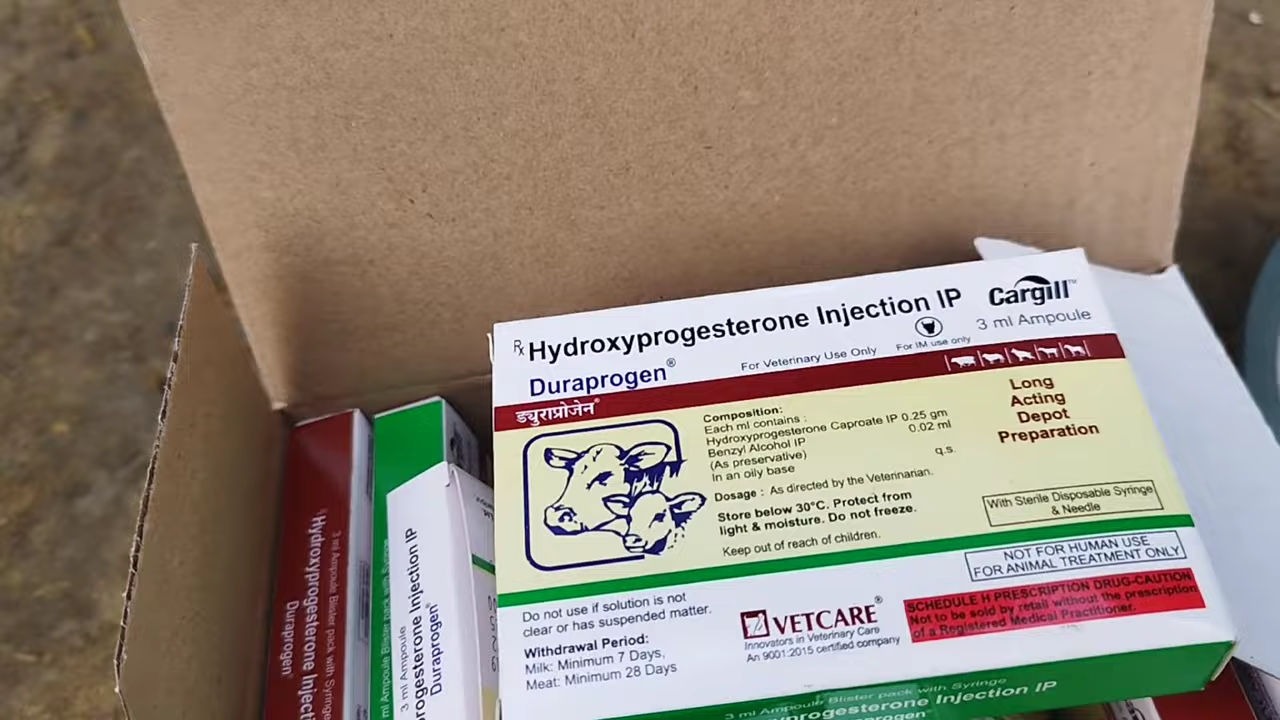 Rx Hydroxyprogesterone Injection IP
Cargill™
3 ml Ampoule
Duraprogen®
For Veterinary Use Only
For IM use only
ड्युराप्रोजेन®
Composition:
Each ml contains :
Hydroxyprogesterone Caproate IP 0.25 gm
Benzyl Alcohol IP 0.02 ml
(As preservative)
In an oily base q.s.
Dosage : As directed by the Veterinarian.
Store below 30°C. Protect from
light & moisture. Do not freeze.
Keep out of reach of children.
Long
Acting
Depot
Preparation
With Sterile Disposable Syringe
& Needle
NOT FOR HUMAN USE
FOR ANIMAL TREATMENT ONLY
Do not use if solution is not
clear or has suspended matter.
Withdrawal Period:
Milk: Minimum 7 Days,
Meat: Minimum 28 Days
VETCARE®
Innovators in Veterinary Care
An 9001:2015 certified company
SCHEDULE H PRESCRIPTION DRUG-CAUTION
Not to be sold by retail without the prescription
of a Registered Medical Practitioner.
3 ml Ampoule Blister pack with Syringe
Injection IP
3 ml Ampoule Blister pack with Syringe
Hydroxyprogesterone
Duraprogen®
ml Ampoule Blister pack with Syringe
3 ml Ampoule
Injection IP
Duraprogen®